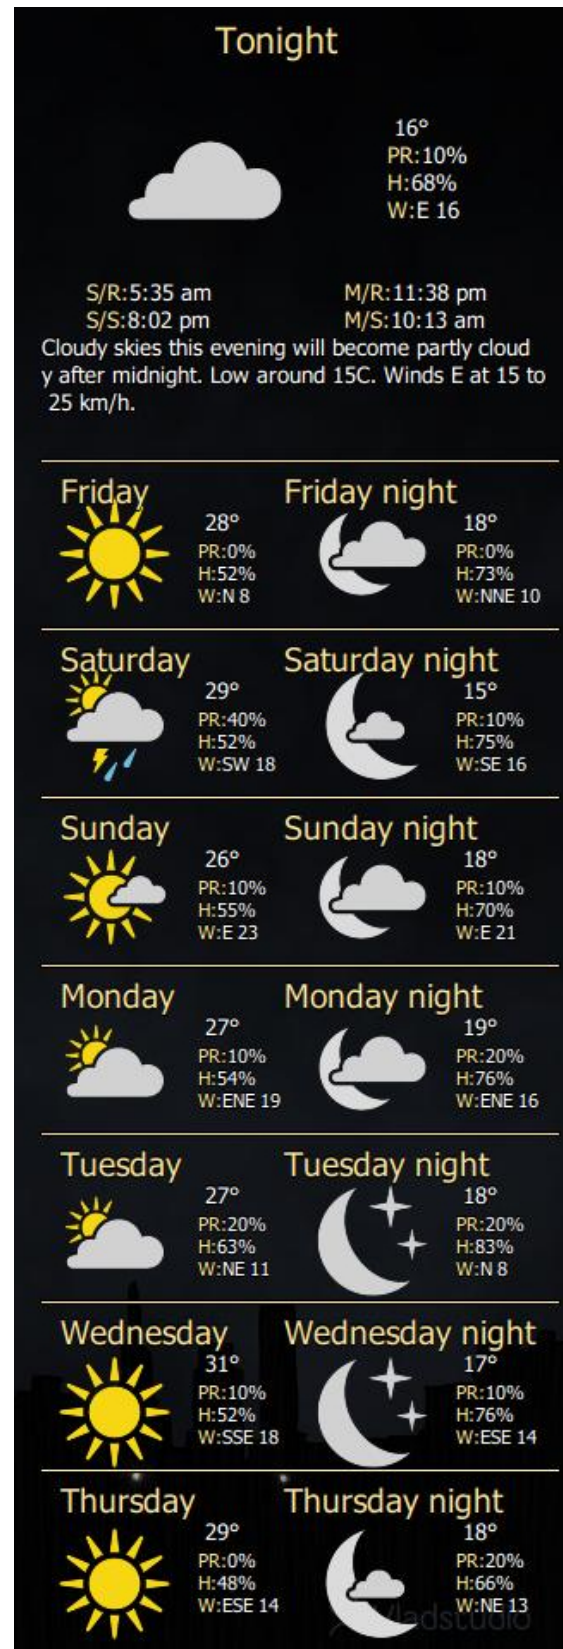 Tonight
16°
PR:10%
H:68%
W:E 16
S/R:5:35 am M/R:11:38 pm
S/S:8:02 pm M/S:10:13 am
Cloudy skies this evening will become partly cloud
y after midnight. Low around 15C. Winds E at 15 to
25 km/h.
Friday Friday night
28° 18°
PR:0% PR:0%
H:52% H:73%
W:N 8 W:NNE 10
Saturday Saturday night
29° 15°
PR:40% PR:10%
H:52% H:75%
W:SW 18 W:SE 16
Sunday Sunday night
26° 18°
PR:10% PR:10%
H:55% H:70%
W:E 23 W:E 21
Monday Monday night
27° 19°
PR:10% PR:20%
H:54% H:76%
W:ENE 19 W:ENE 16
Tuesday Tuesday night
27° 18°
PR:20% PR:20%
H:63% H:83%
W:NE 11 W:N 8
Wednesday Wednesday night
31° 17°
PR:10% PR:10%
H:52% H:76%
W:SSE 18 W:ESE 14
Thursday Thursday night
29° 18°
PR:0% PR:20%
H:48% H:66%
W:ESE 14 W:NE 13
vladstudio